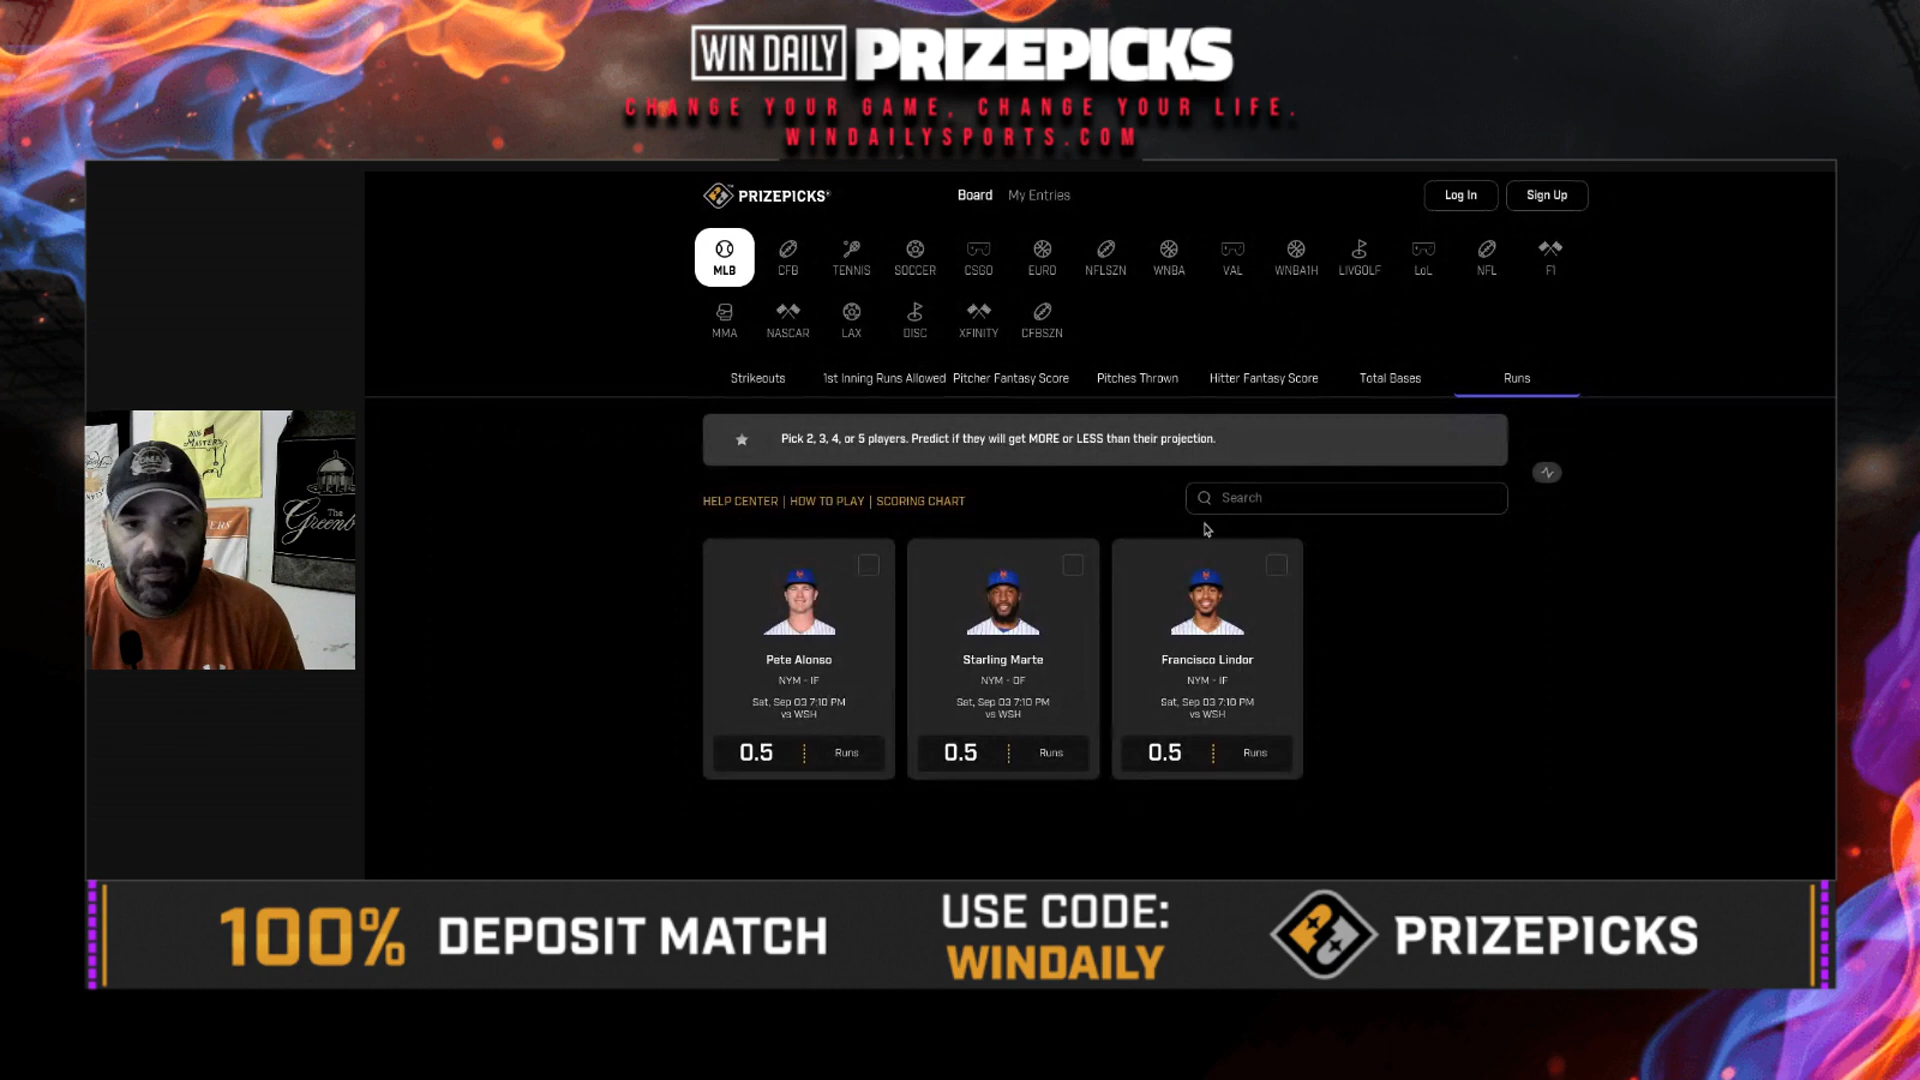 WIN DAILY PRIZEPICKS
CHANGE YOUR GAME, CHANGE YOUR LIFE.
WINDAILYSPORTS.COM
PRIZEPICKS®
Board My Entries
Log In Sign Up
MLB CFB TENNIS SOCCER CSGO EURO NFLSZN WNBA VAL WNBA1H LIVGOLF LoL NFL F1
MMA NASCAR LAX DISC XFINITY CFBSZN
Strikeouts 1st Inning Runs Allowed Pitcher Fantasy Score Pitches Thrown Hitter Fantasy Score Total Bases Runs
Pick 2, 3, 4, or 5 players. Predict if they will get MORE or LESS than their projection.
HELP CENTER | HOW TO PLAY | SCORING CHART
Search
2016
MASTERS
The
Greenb
Pete Alonso
NYM - IF
Sat, Sep 03 7:10 PM
vs WSH
0.5 Runs
Starling Marte
NYM - OF
Sat, Sep 03 7:10 PM
vs WSH
0.5 Runs
Francisco Lindor
NYM - IF
Sat, Sep 03 7:10 PM
vs WSH
0.5 Runs
100% DEPOSIT MATCH
USE CODE:
WINDAILY
PRIZEPICKS